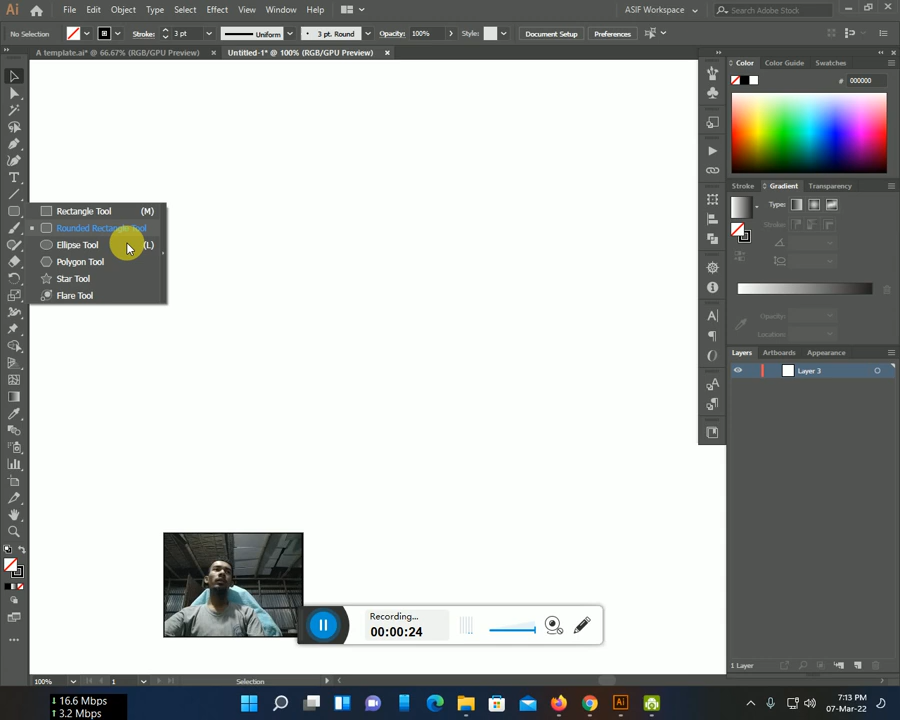 Ai File Edit Object Type Select Effect View Window Help ASIF Workspace Search Adobe Stock
No Selection Stroke: 3 pt Uniform 3 pt. Round Opacity: 100% Style: Document Setup Preferences
A template.ai* @ 66.67% (RGB/GPU Preview) × Untitled-1* @ 100% (RGB/GPU Preview) ×
Color Color Guide Swatches
# 000000
Stroke Gradient Transparency
Type:
Stroke:
Opacity:
Location:
Layers Artboards Appearance
Layer 3
Rectangle Tool (M)
Rounded Rectangle Tool
Ellipse Tool (L)
Polygon Tool
Star Tool
Flare Tool
Recording...
00:00:24
100% 1 Selection
1 Layer
16.6 Mbps
3.2 Mbps
Ai
7:13 PM
07-Mar-22